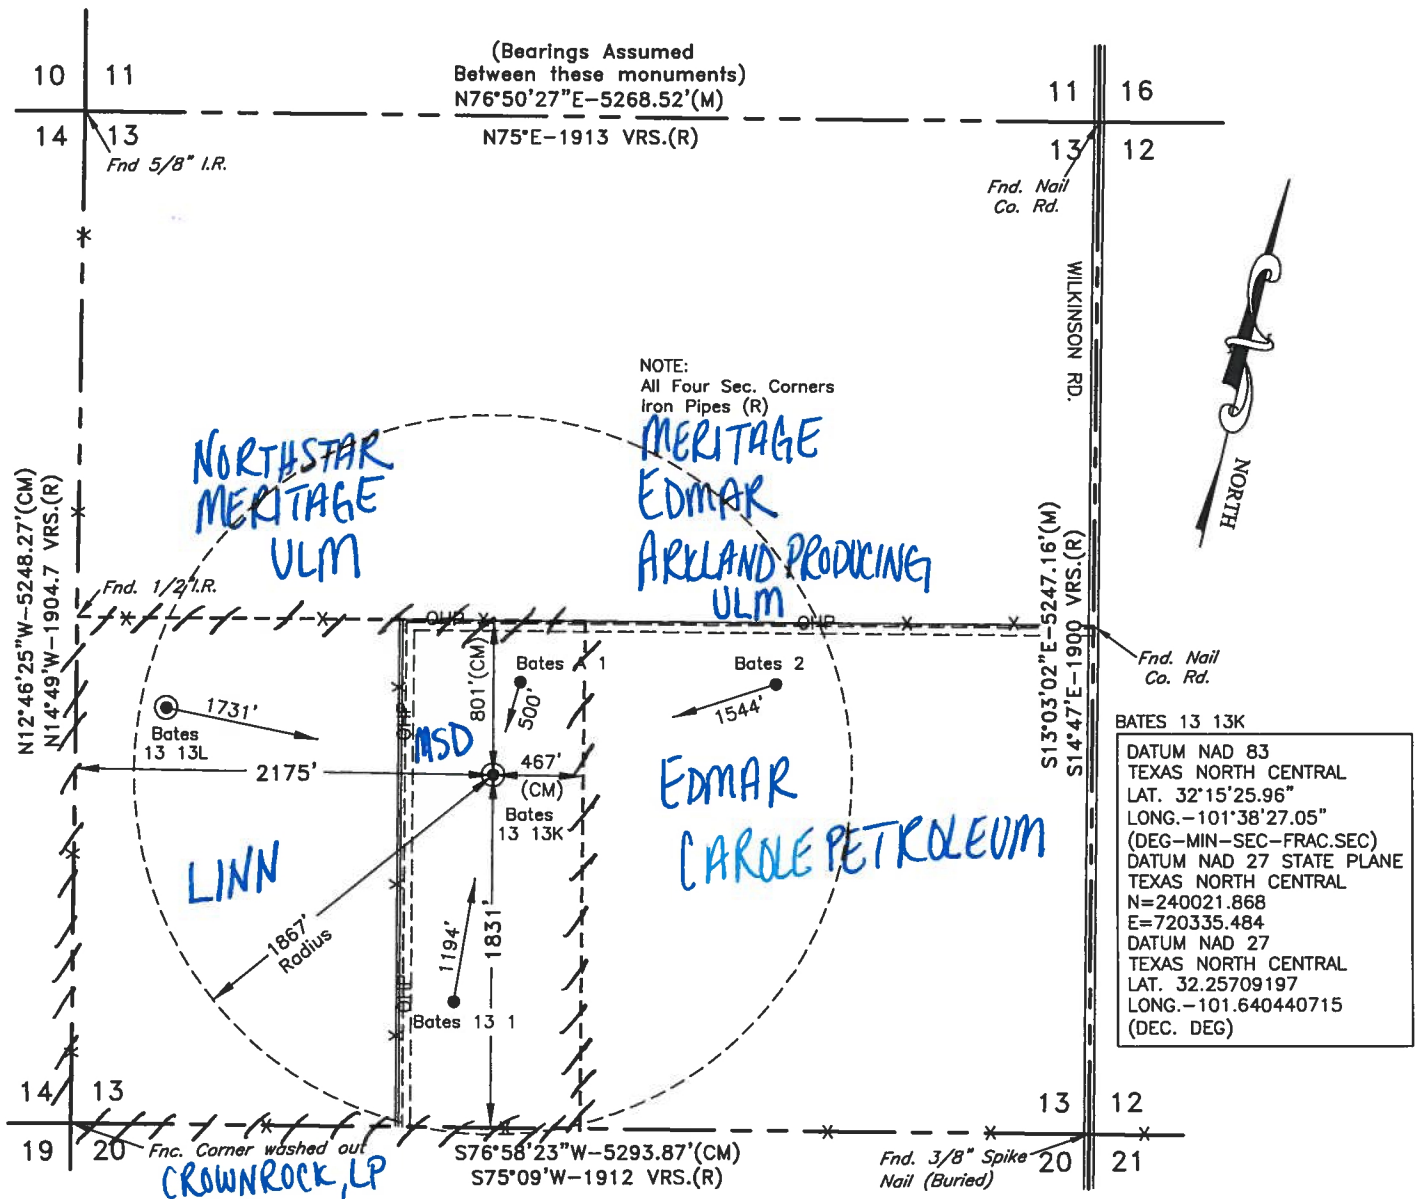 (Bearings Assumed
Between these monuments)
N76°50'27"E-5268.52'(M)
N75°E-1913 VRS.(R)
10 11
14 13
Fnd 5/8" I.R.
11 16
13 12
Fnd. Nail
Co. Rd.
WILKINSON RD.
NORTH
NOTE:
All Four Sec. Corners
Iron Pipes (R)
NORTHSTAR
MERITAGE
ULM
MERITAGE
EDMAR
ARKLAND PRODUCING
ULM
N12°46'25"W-5248.27'(CM)
N14°49'W-1904.7 VRS.(R)
S13°03'02"E-5247.16'(M)
S14°47'E-1900 VRS.(R)
Fnd. 1/2" I.R.
OHP
OHP
Fnd. Nail
Co. Rd.
Bates A 1
500'
801'(CM)
Bates 2
1544'
1731'
Bates
13 13L
OHP
MSD
2175'
467'
(CM)
Bates
13 13K
EDMAR
CAROLE PETROLEUM
LINN
1867'
Radius
1194'
1831'
OHP
Bates 13 1
BATES 13 13K
DATUM NAD 83
TEXAS NORTH CENTRAL
LAT. 32°15'25.96"
LONG.-101°38'27.05"
(DEG-MIN-SEC-FRAC.SEC)
DATUM NAD 27 STATE PLANE
TEXAS NORTH CENTRAL
N=240021.868
E=720335.484
DATUM NAD 27
TEXAS NORTH CENTRAL
LAT. 32.25709197
LONG.-101.640440715
(DEC. DEG)
14 13
19 20
Fnc. Corner washed out
CROWNROCK, LP
S76°58'23"W-5293.87'(CM)
S75°09'W-1912 VRS.(R)
13 12
20 21
Fnd. 3/8" Spike
Nail (Buried)